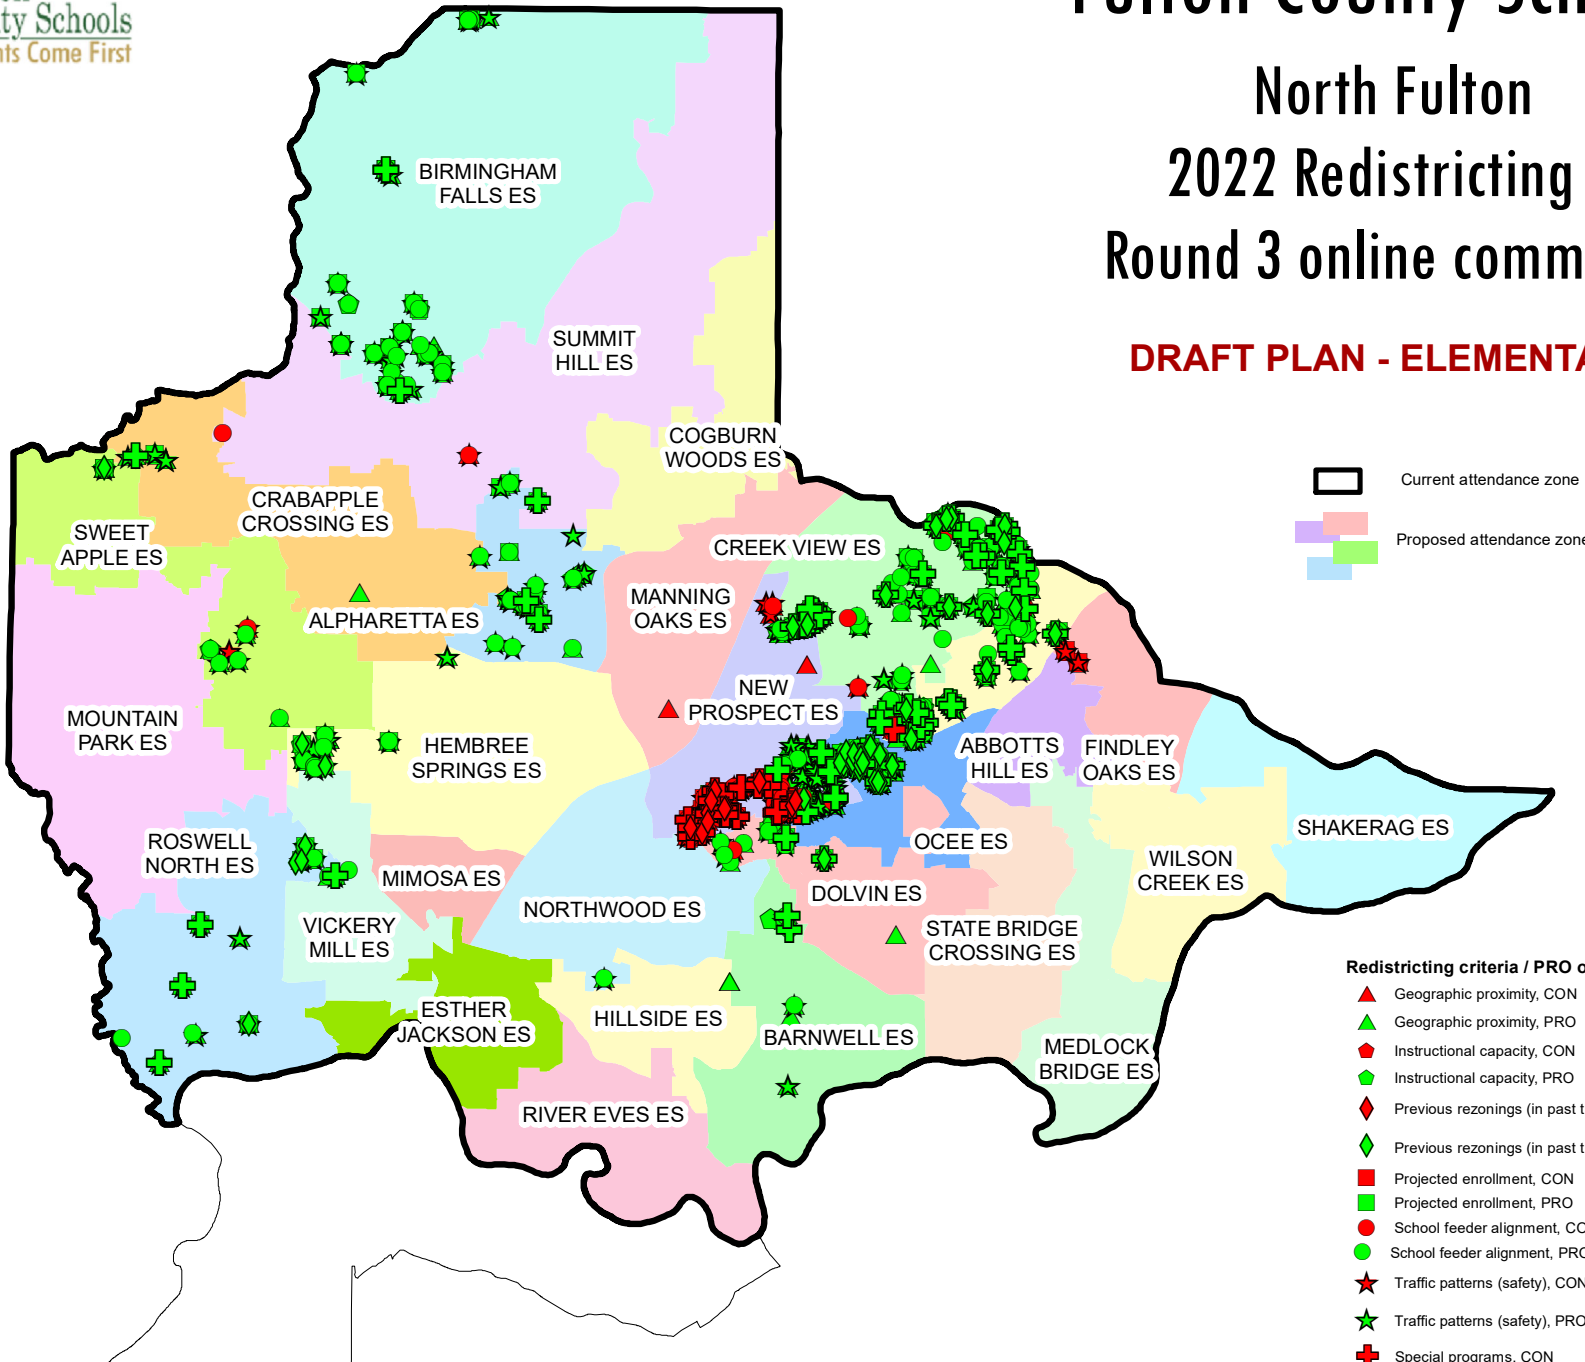 ty Schools
nts Come First
North Fulton
2022 Redistricting
Round 3 online comm
DRAFT PLAN - ELEMENTA
Current attendance zone
Proposed attendance zone
BIRMINGHAM
FALLS ES
SUMMIT
HILL ES
COGBURN
WOODS ES
CRABAPPLE
CROSSING ES
SWEET
APPLE ES
CREEK VIEW ES
MANNING
OAKS ES
ALPHARETTA ES
NEW
PROSPECT ES
MOUNTAIN
PARK ES
HEMBREE
SPRINGS ES
ABBOTTS
HILL ES
FINDLEY
OAKS ES
SHAKERAG ES
OCEE ES
ROSWELL
NORTH ES
WILSON
CREEK ES
MIMOSA ES
DOLVIN ES
NORTHWOOD ES
VICKERY
MILL ES
STATE BRIDGE
CROSSING ES
ESTHER
JACKSON ES
HILLSIDE ES
BARNWELL ES
MEDLOCK
BRIDGE ES
RIVER EVES ES
Redistricting criteria / PRO o
Geographic proximity, CON
Geographic proximity, PRO
Instructional capacity, CON
Instructional capacity, PRO
Previous rezonings (in past t
Previous rezonings (in past t
Projected enrollment, CON
Projected enrollment, PRO
School feeder alignment, CO
School feeder alignment, PRO
Traffic patterns (safety), CON
Traffic patterns (safety), PRO
Special programs, CON